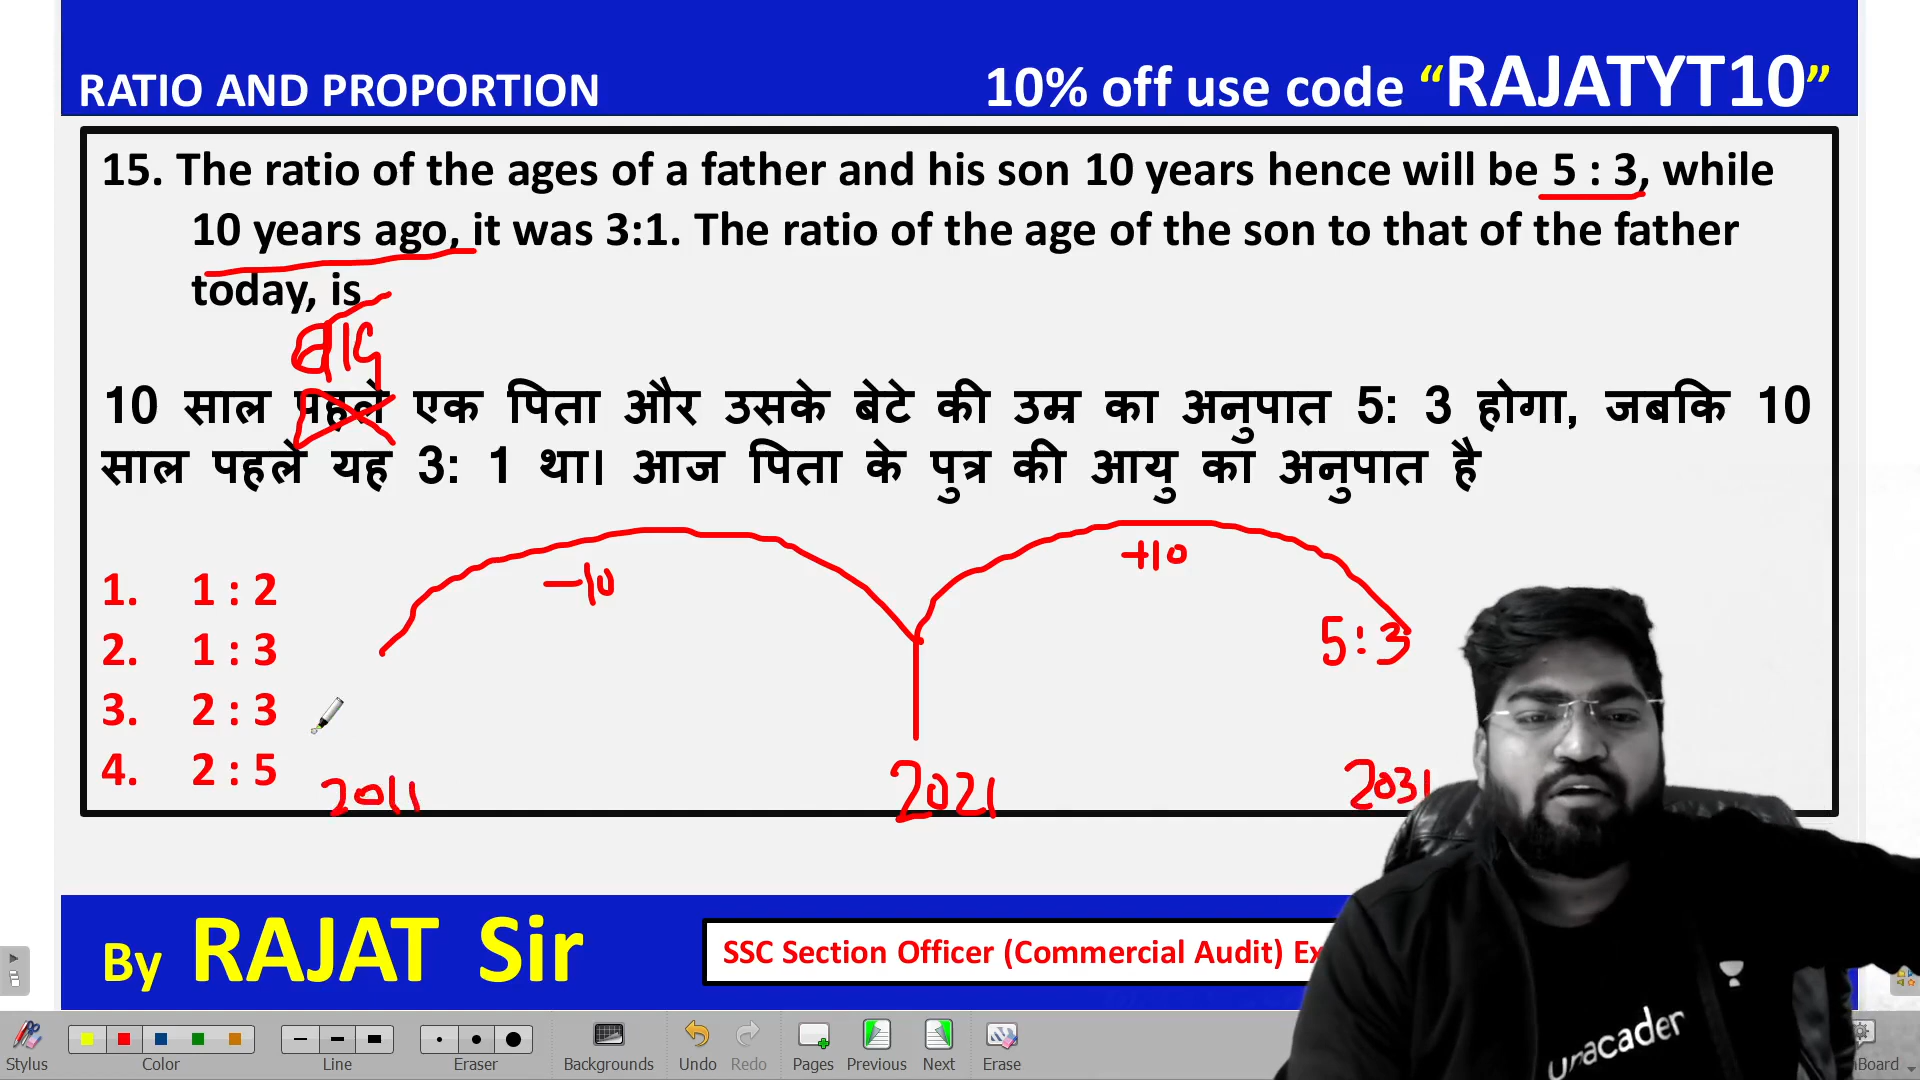 RATIO AND PROPORTION 10% off use code “RAJATYT10”
15. The ratio of the ages of a father and his son 10 years hence will be 5 : 3, while
10 years ago, it was 3:1. The ratio of the age of the son to that of the father
today, is
बाद
10 साल पहले एक पिता और उसके बेटे की उम्र का अनुपात 5: 3 होगा, जबकि 10
साल पहले यह 3: 1 था। आज पिता के पुत्र की आयु का अनुपात है
-10 +10
1. 1 : 2
5:3
2. 1 : 3
3. 2 : 3
4. 2 : 5
2011 2021 2031
By RAJAT Sir
SSC Section Officer (Commercial Audit) Ex
unacader
Stylus Color Line Eraser Backgrounds Undo Redo Pages Previous Next Erase Board